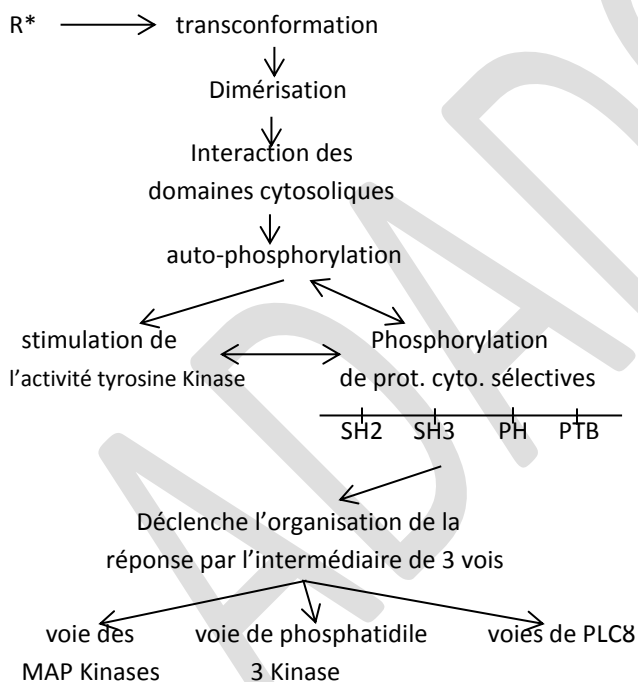 R* transconformation
Dimérisation
Interaction des
domaines cytosoliques
auto-phosphorylation
stimulation de Phosphorylation
l'activité tyrosine Kinase de prot. cyto. sélectives
SH2 SH3 PH PTB
Déclenche l'organisation de la
réponse par l'intermédiaire de 3 vois
voie des voie de phosphatidile voies de PLC४
MAP Kinases 3 Kinase